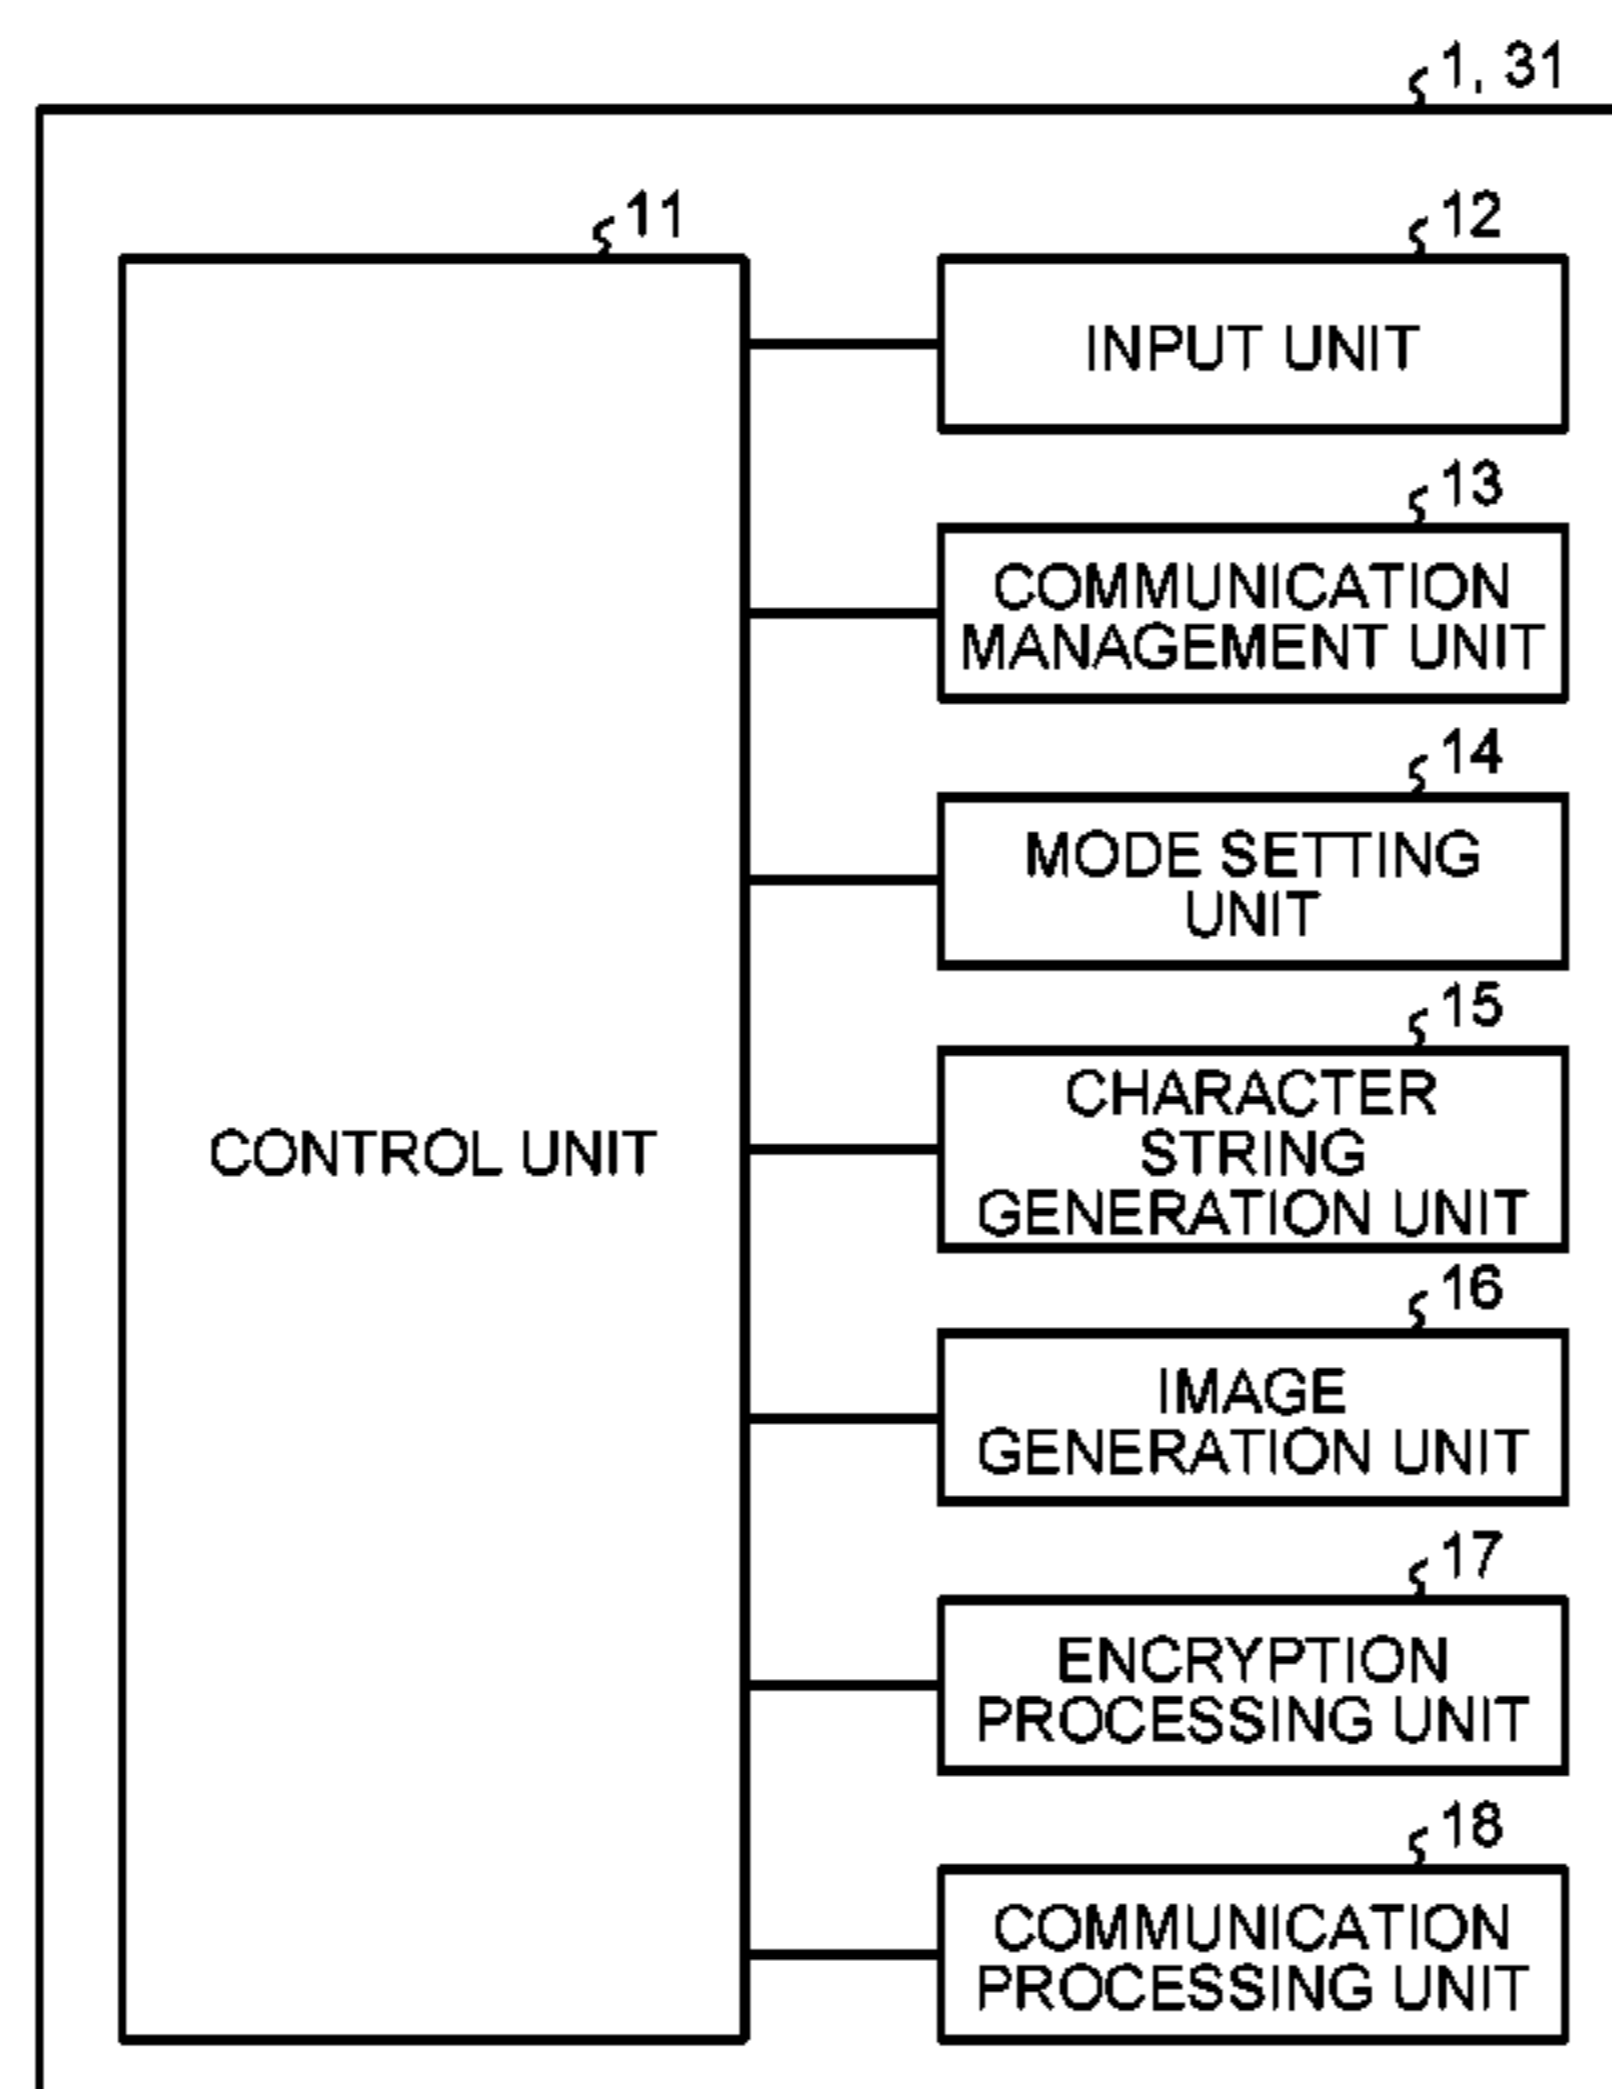 1, 31
11
CONTROL UNIT
12
INPUT UNIT
13
COMMUNICATION
MANAGEMENT UNIT
14
MODE SETTING
UNIT
15
CHARACTER
STRING
GENERATION UNIT
16
IMAGE
GENERATION UNIT
17
ENCRYPTION
PROCESSING UNIT
18
COMMUNICATION
PROCESSING UNIT